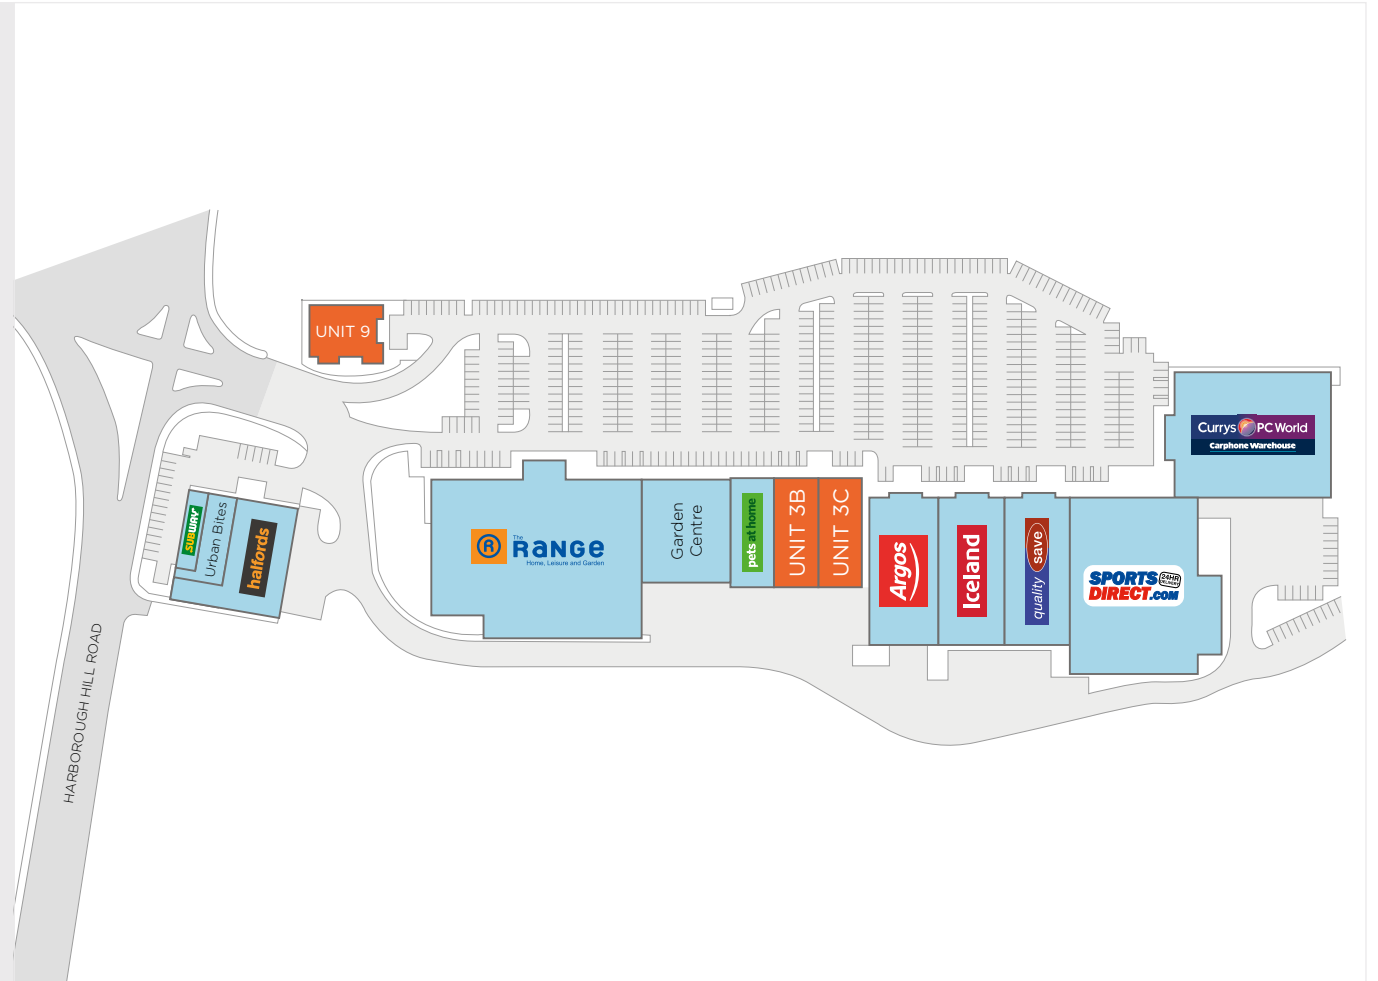 UNIT 9
Currys PC World
Carphone Warehouse
SUBWAY
Urban Bites
halfords
R
The
RANGE
Home, Leisure and Garden
Garden
Centre
pets at home
UNIT 3B
UNIT 3C
Argos
Iceland
quality save
SPORTS
24HR
DELIVERY
DIRECT.COM
HARBOROUGH HILL ROAD